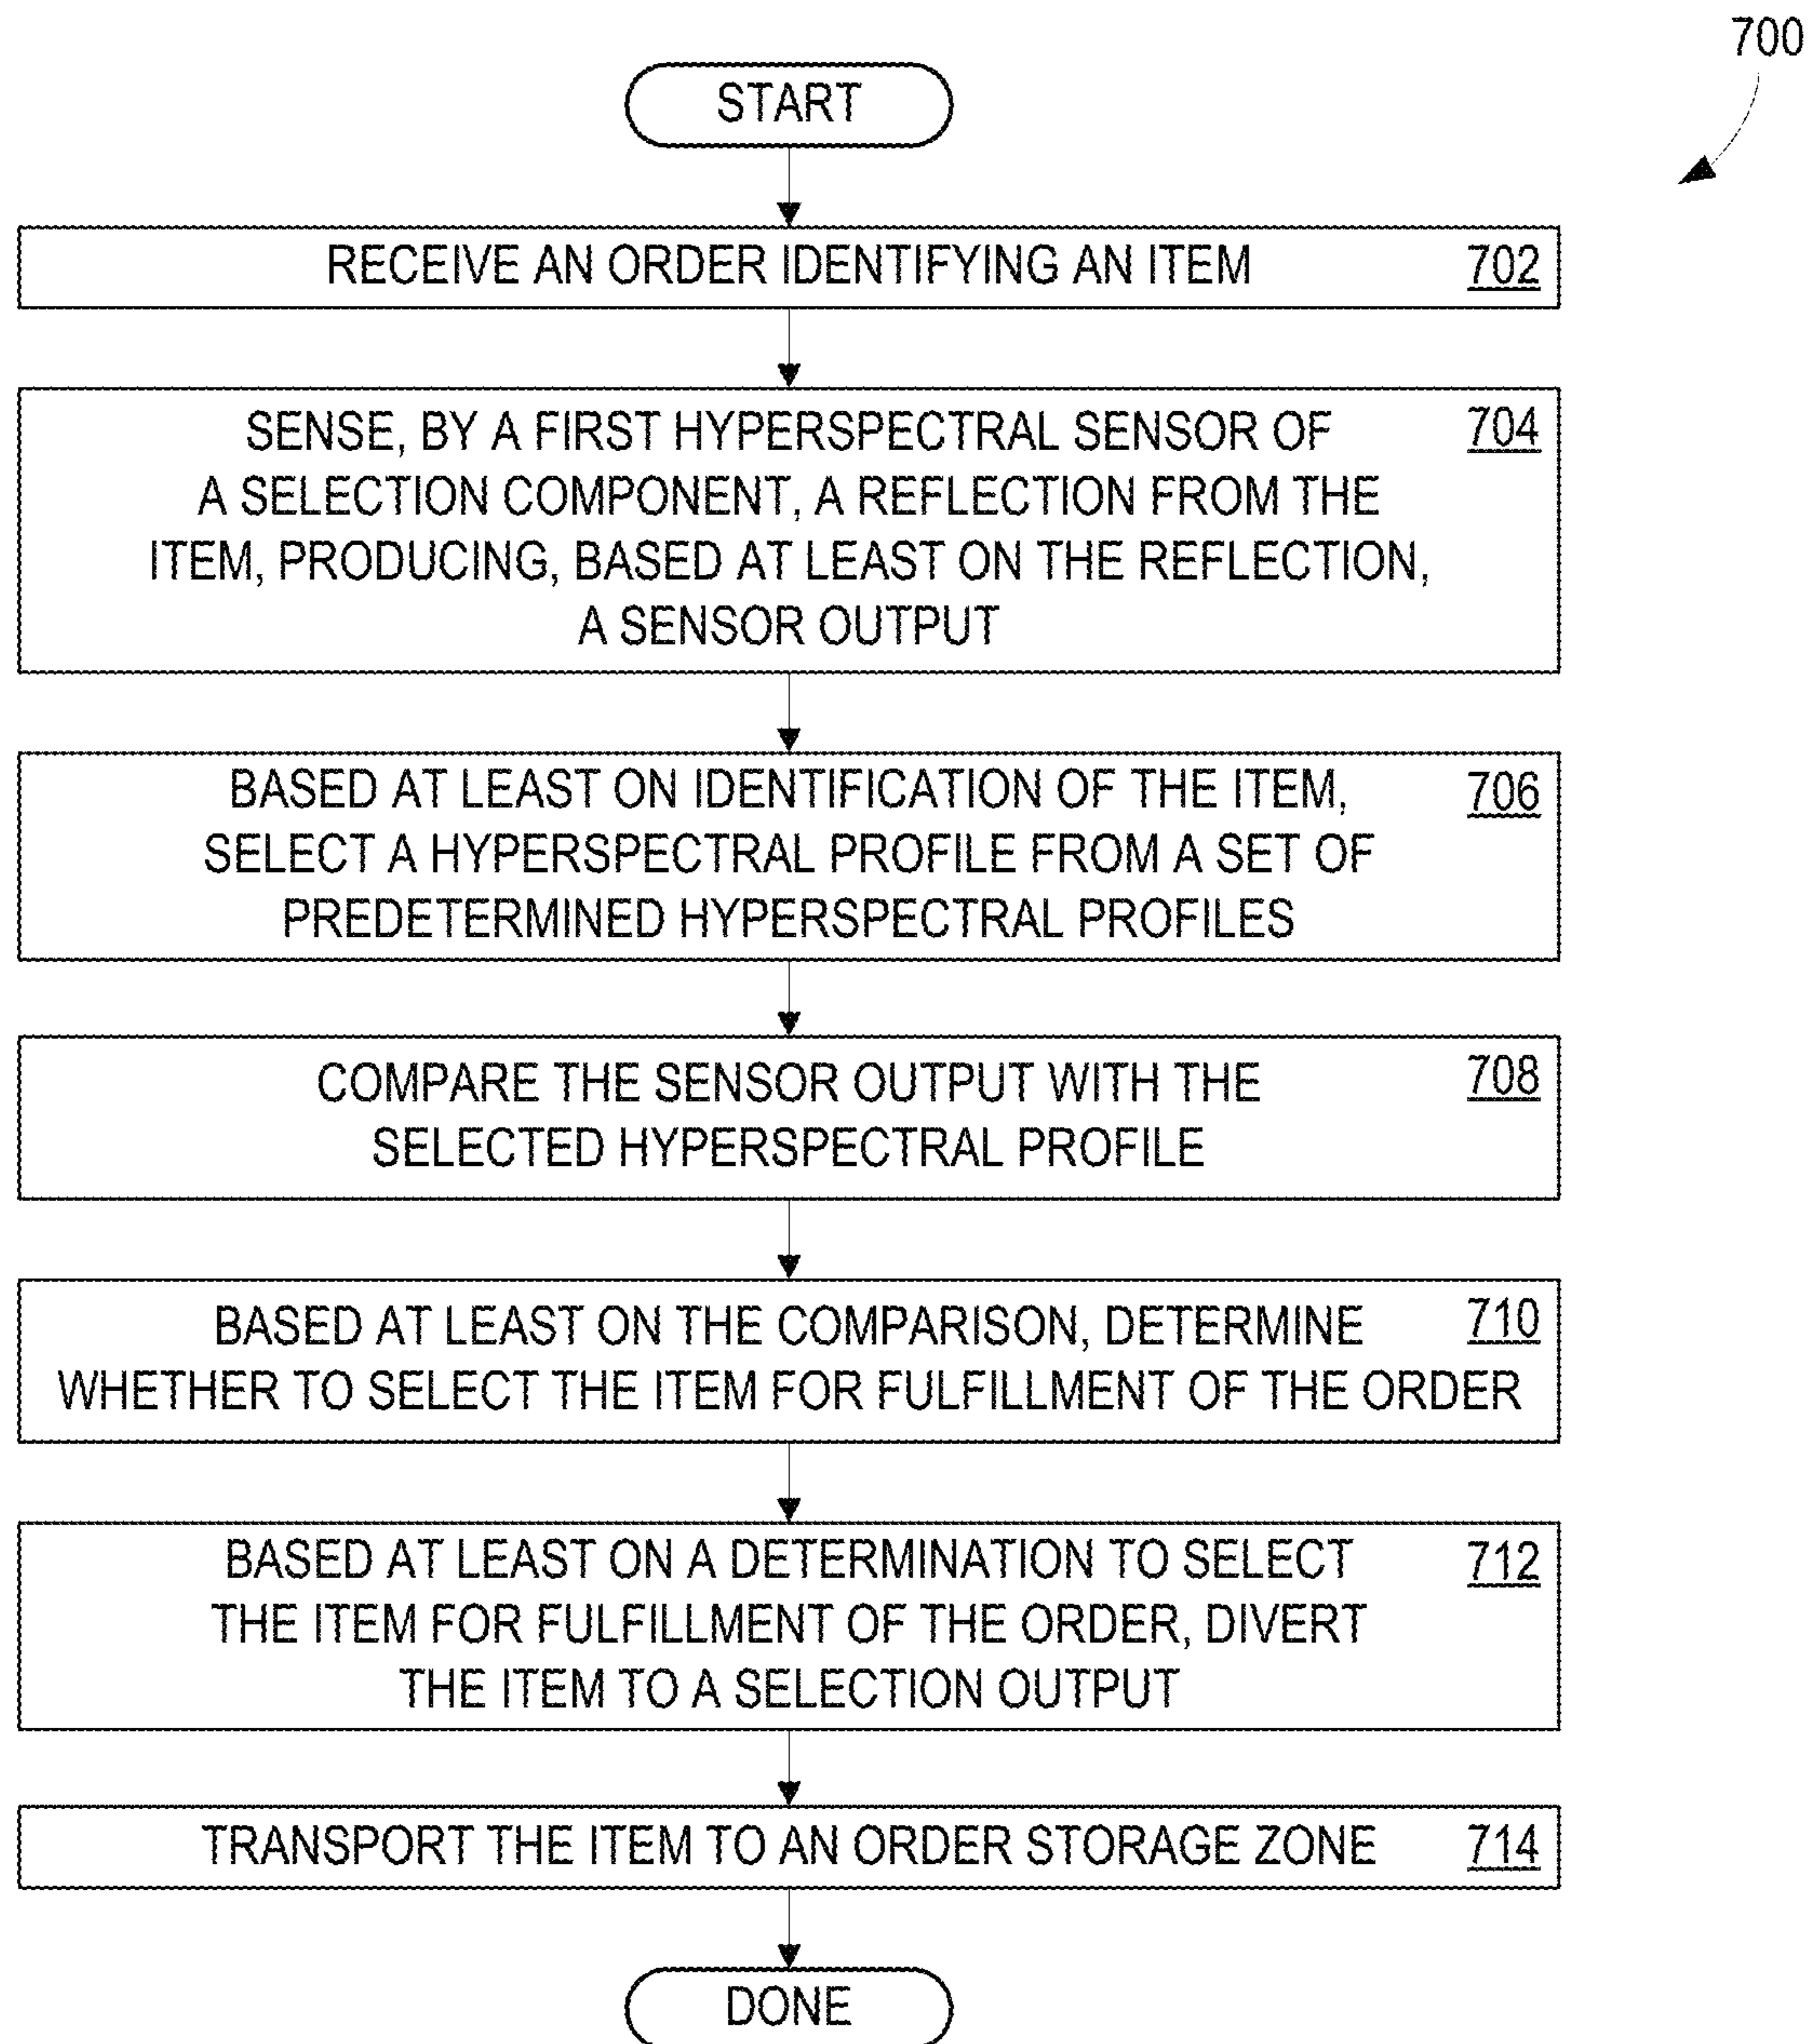 700
START
RECEIVE AN ORDER IDENTIFYING AN ITEM 702
SENSE, BY A FIRST HYPERSPECTRAL SENSOR OF 704
A SELECTION COMPONENT, A REFLECTION FROM THE
ITEM, PRODUCING, BASED AT LEAST ON THE REFLECTION,
A SENSOR OUTPUT
BASED AT LEAST ON IDENTIFICATION OF THE ITEM, 706
SELECT A HYPERSPECTRAL PROFILE FROM A SET OF
PREDETERMINED HYPERSPECTRAL PROFILES
COMPARE THE SENSOR OUTPUT WITH THE 708
SELECTED HYPERSPECTRAL PROFILE
BASED AT LEAST ON THE COMPARISON, DETERMINE 710
WHETHER TO SELECT THE ITEM FOR FULFILLMENT OF THE ORDER
BASED AT LEAST ON A DETERMINATION TO SELECT 712
THE ITEM FOR FULFILLMENT OF THE ORDER, DIVERT
THE ITEM TO A SELECTION OUTPUT
TRANSPORT THE ITEM TO AN ORDER STORAGE ZONE 714
DONE